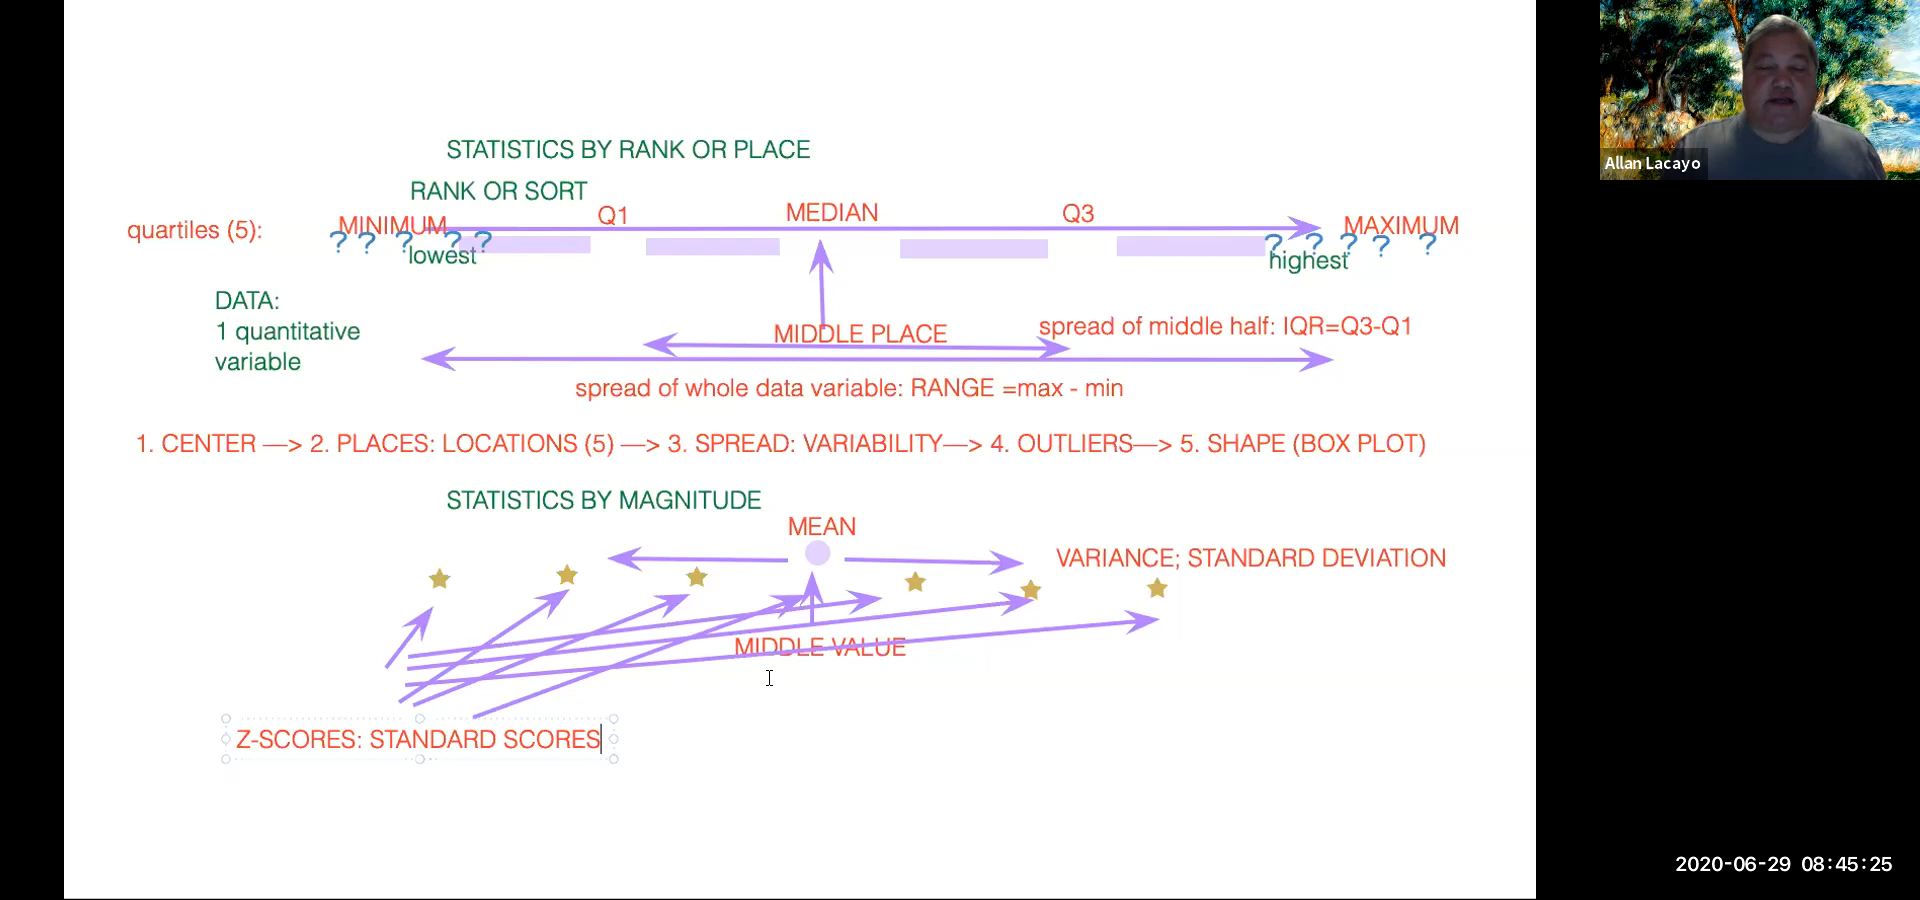 Allan Lacayo
STATISTICS BY RANK OR PLACE
RANK OR SORT
quartiles (5):
MINIMUM
Q1
MEDIAN
Q3
MAXIMUM
? ? ? ? ?
? ? ? ? ?
lowest
highest
DATA:
1 quantitative
variable
MIDDLE PLACE
spread of middle half: IQR=Q3-Q1
spread of whole data variable: RANGE =max - min
1. CENTER —> 2. PLACES: LOCATIONS (5) —> 3. SPREAD: VARIABILITY—> 4. OUTLIERS—> 5. SHAPE (BOX PLOT)
STATISTICS BY MAGNITUDE
MEAN
VARIANCE; STANDARD DEVIATION
MIDDLE VALUE
Z-SCORES: STANDARD SCORES
2020-06-29 08:45:25